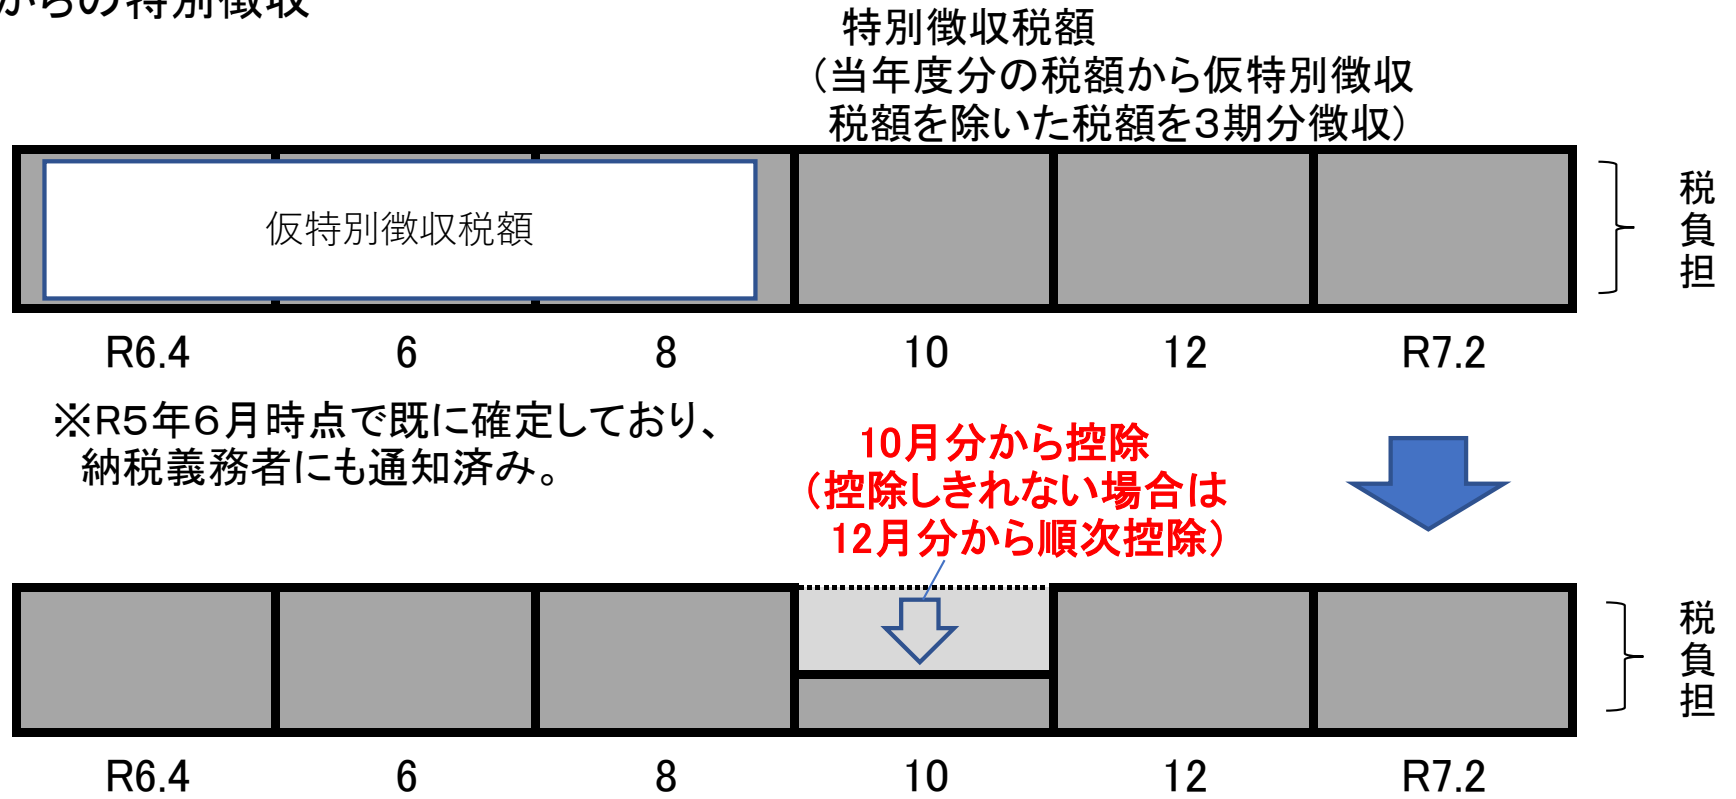 からの特別徴収
特別徴収税額
（当年度分の税額から仮特別徴収
税額を除いた税額を３期分徴収）
仮特別徴収税額
税負担
R6.4 6 8 10 12 R7.2
※R５年６月時点で既に確定しており、
納税義務者にも通知済み。
10月分から控除
（控除しきれない場合は
12月分から順次控除）
税負担
R6.4 6 8 10 12 R7.2